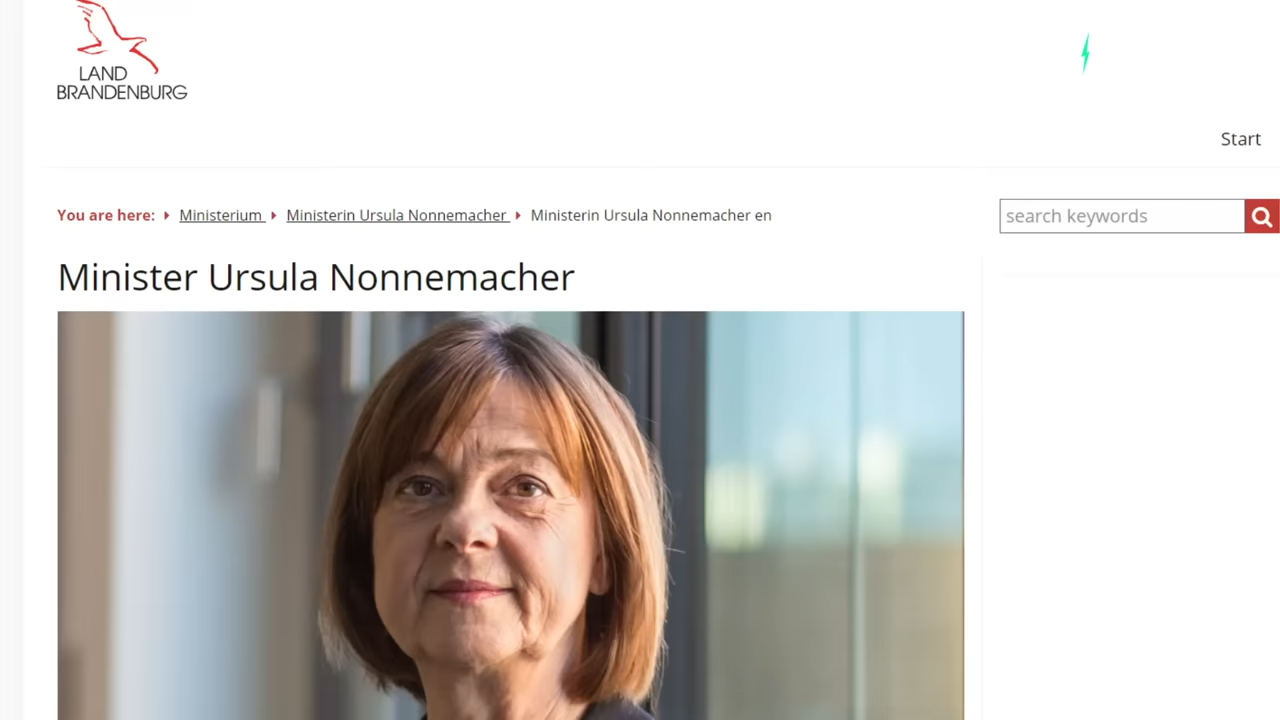 LAND
BRANDENBURG
Start
You are here: Ministerium Ministerin Ursula Nonnemacher Ministerin Ursula Nonnemacher en
search keywords
Minister Ursula Nonnemacher